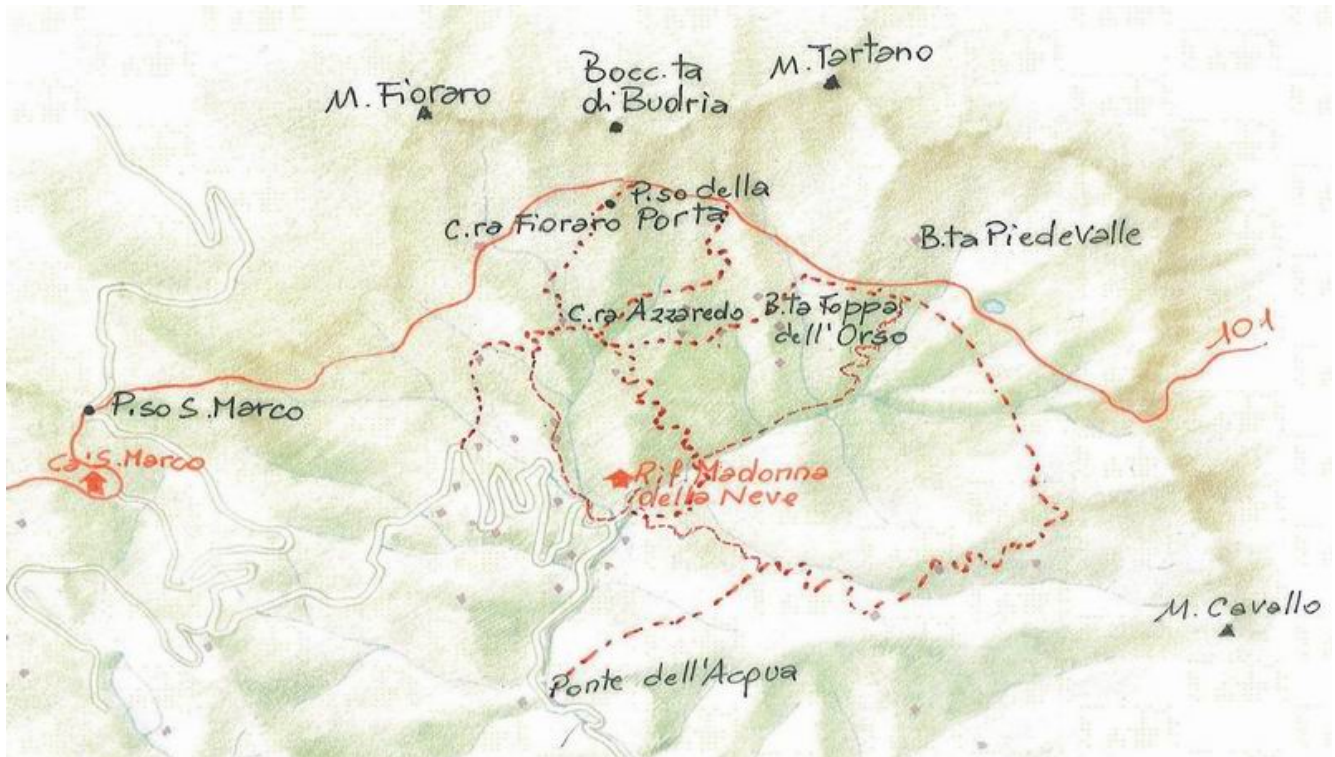 M. Fioraro
Bocc.ta
di Budria
M. Tartano
P.so della
Porta
C.ra Fioraro
B.ta Piedevalle
C.ra Azzaredo
B.ta Foppa
dell'Orso
101
P.so S. Marco
Ca' S. Marco
Rif. Madonna
della Neve
M. Cavallo
Ponte dell'Acqua